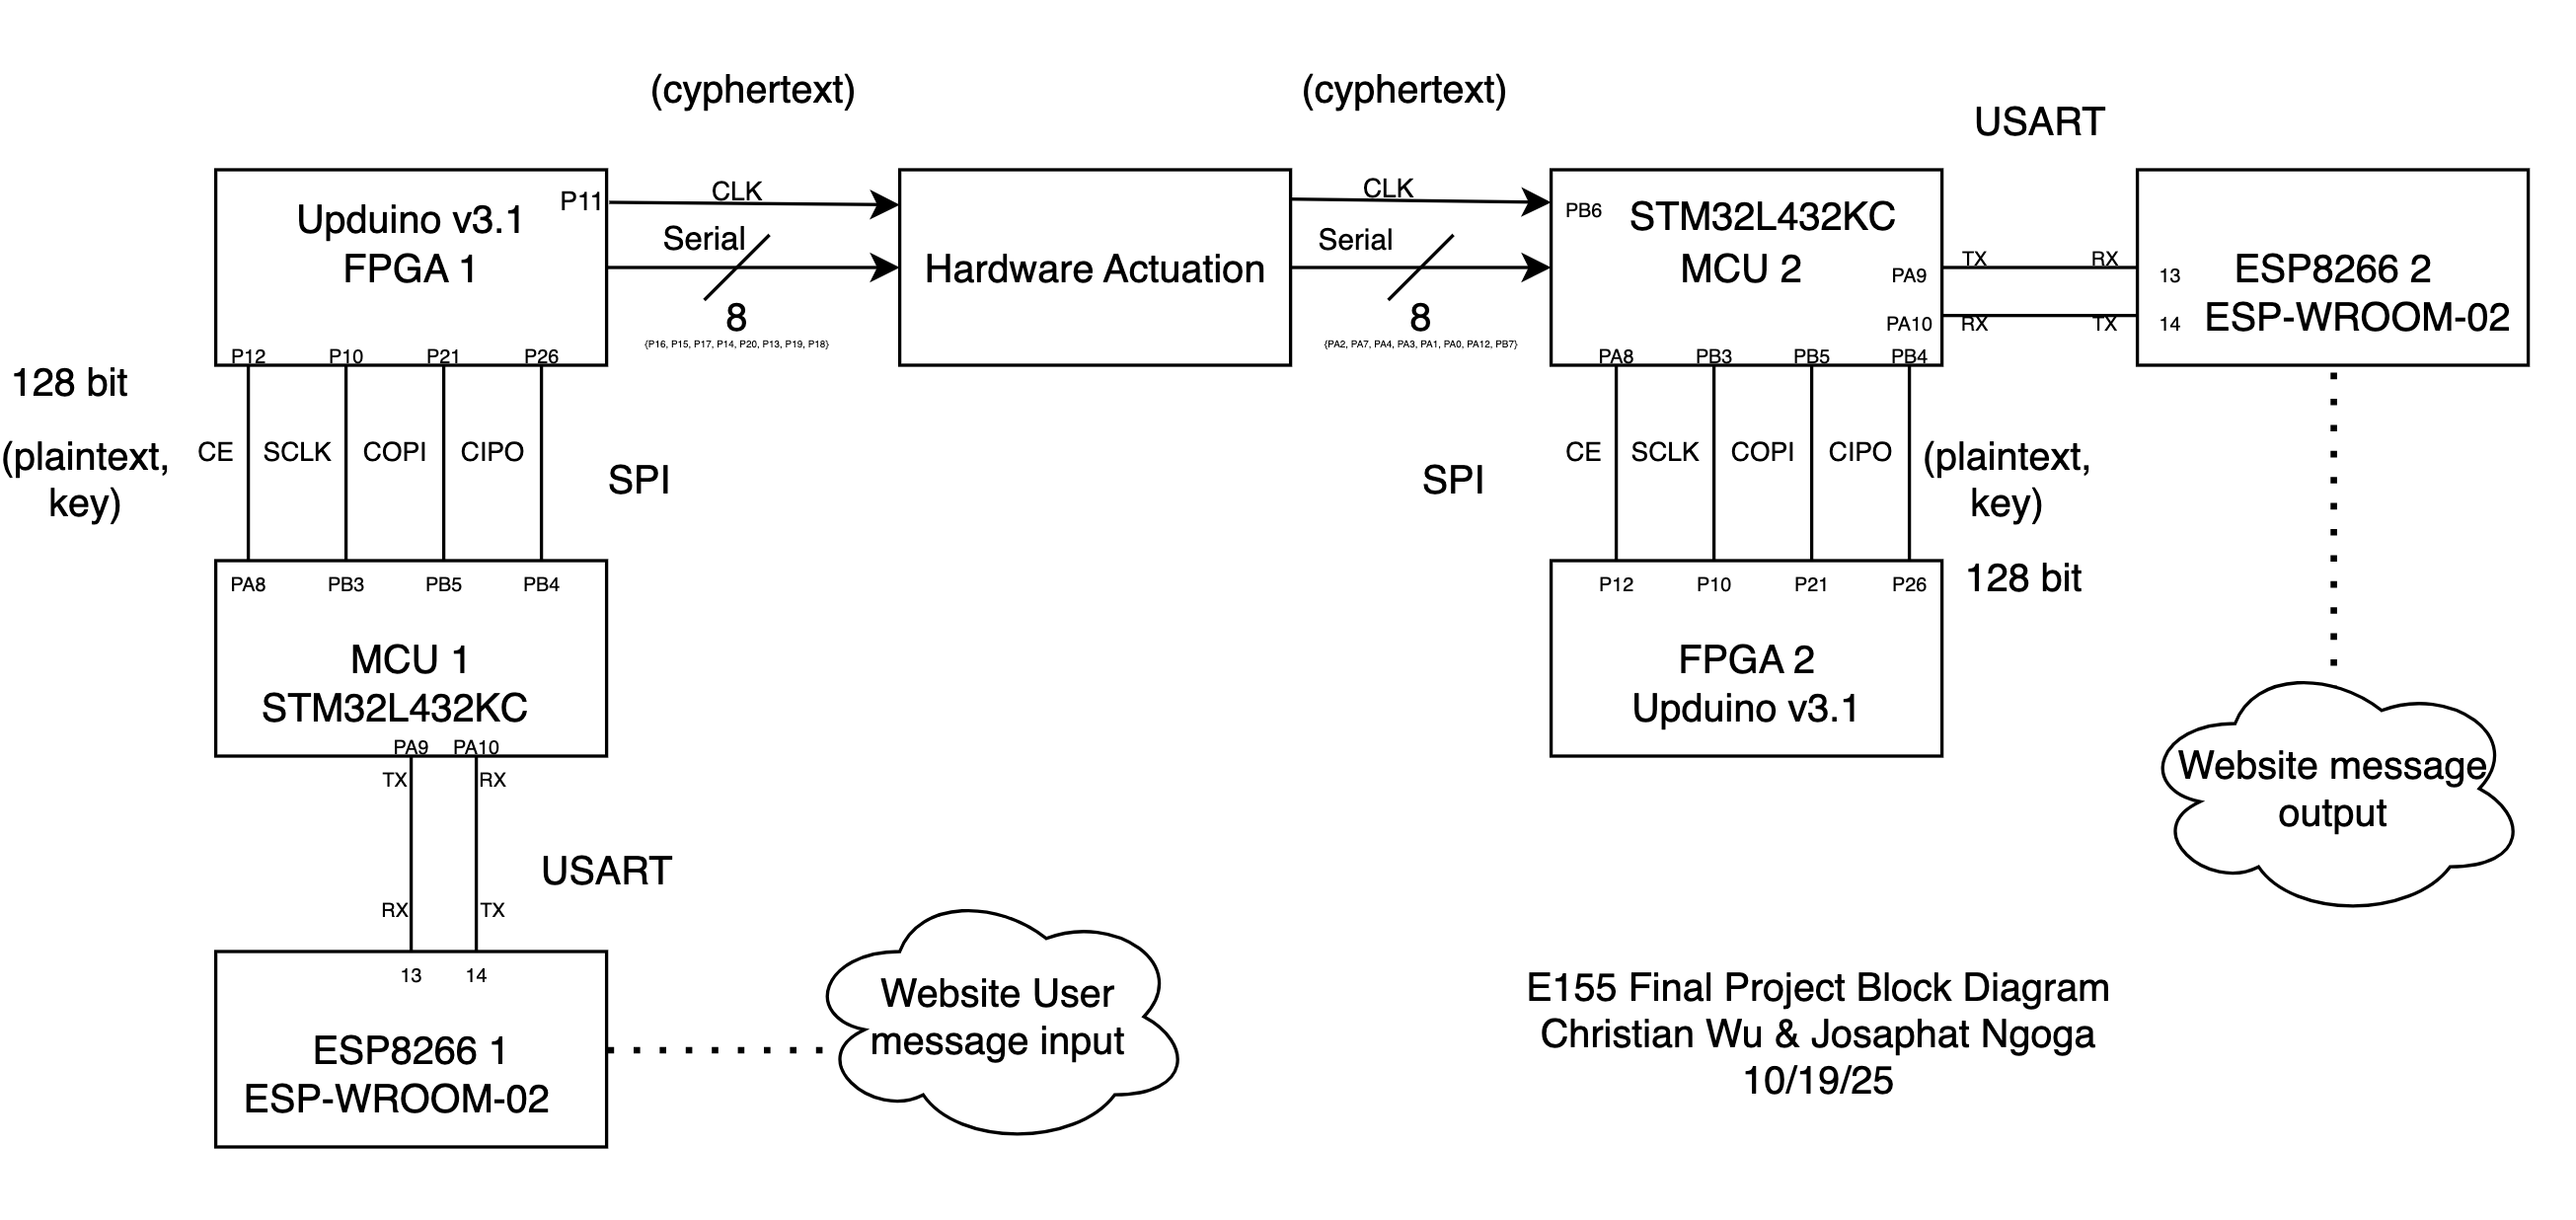 (cyphertext)
(cyphertext)
USART
Upduino v3.1
FPGA 1
P11
P12
P10
P21
P26
CLK
Serial
8
{P16, P15, P17, P14, P20, P13, P19, P18}
Hardware Actuation
CLK
Serial
8
{PA2, PA7, PA4, PA3, PA1, PA0, PA12, PB7}
PB6
STM32L432KC
MCU 2
PA9
PA10
PA8
PB3
PB5
PB4
TX
RX
RX
TX
13
14
ESP8266 2
ESP-WROOM-02
128 bit
(plaintext,
key)
CE
SCLK
COPI
CIPO
SPI
SPI
CE
SCLK
COPI
CIPO
(plaintext,
key)
128 bit
PA8
PB3
PB5
PB4
MCU 1
STM32L432KC
PA9
PA10
P12
P10
P21
P26
FPGA 2
Upduino v3.1
Website message
output
TX
RX
USART
RX
TX
13
14
ESP8266 1
ESP-WROOM-02
Website User
message input
E155 Final Project Block Diagram
Christian Wu & Josaphat Ngoga
10/19/25